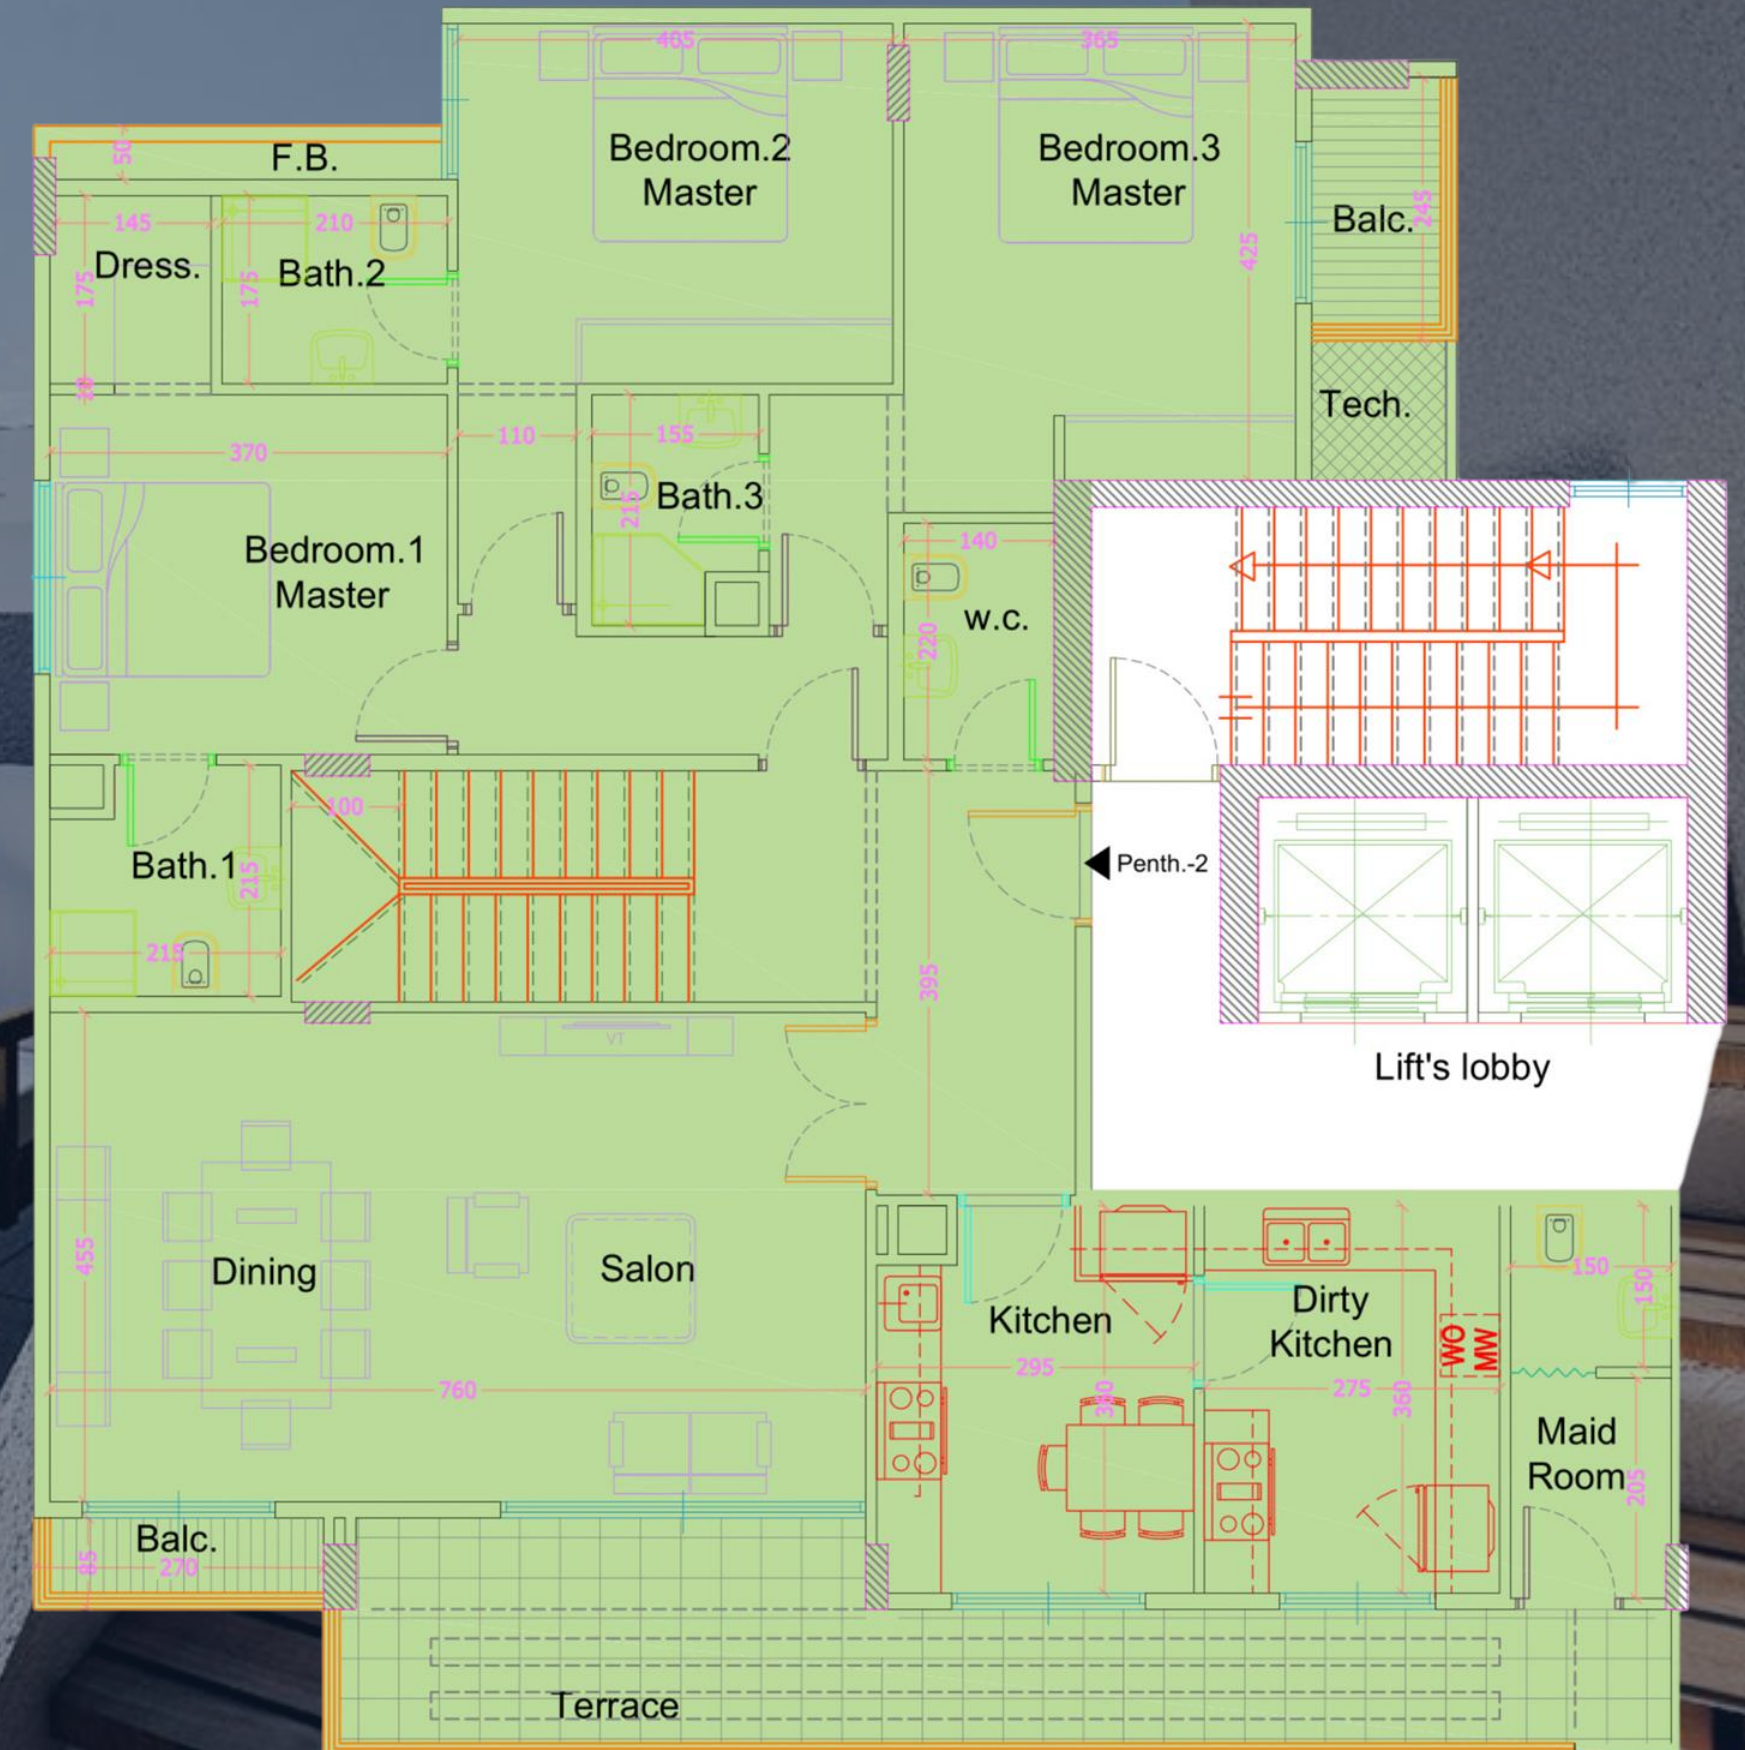 405
365
50
F.B.
Bedroom.2
Master
Bedroom.3
Master
145
210
175
Dress.
175
Bath.2
425
Balc.
245
10
Tech.
370
110
155
215
Bath.3
140
Bedroom.1
Master
220
w.c.
100
Bath.1
215
215
Penth.-2
395
VT
Lift's lobby
455
Dining
Salon
Kitchen
Dirty
Kitchen
WO
MW
150
150
760
295
360
275
360
Maid
Room
205
Balc.
85
270
Terrace